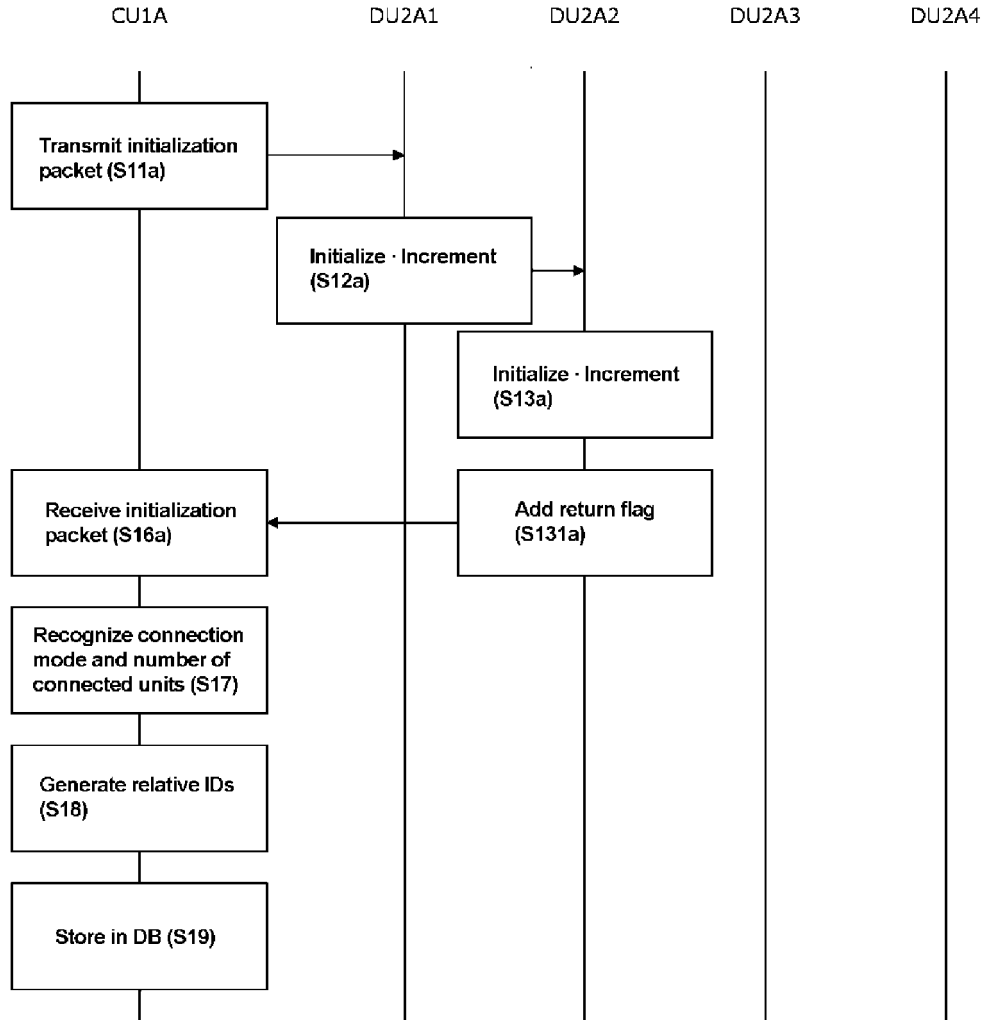 CU1A DU2A1 DU2A2 DU2A3 DU2A4
Transmit initialization
packet (S11a)
Initialize · Increment
(S12a)
Initialize · Increment
(S13a)
Receive initialization
packet (S16a)
Add return flag
(S131a)
Recognize connection
mode and number of
connected units (S17)
Generate relative IDs
(S18)
Store in DB (S19)